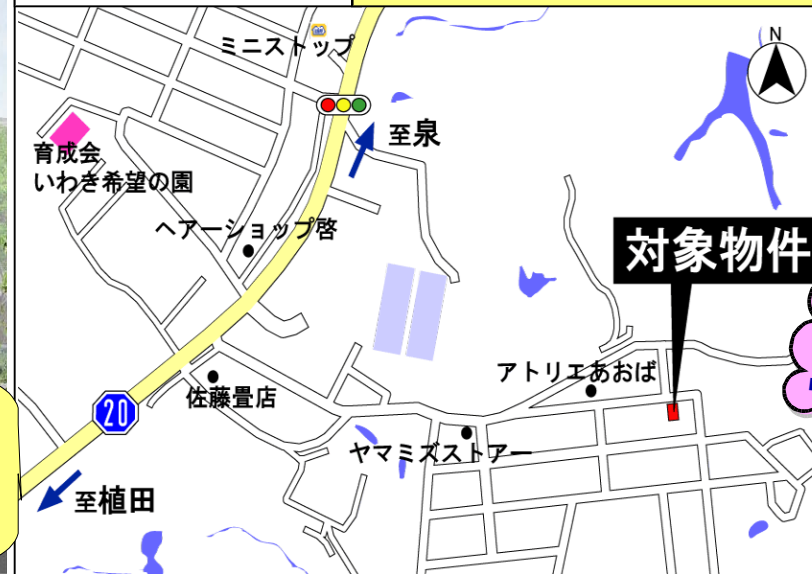 ミニストップ
N
至泉
育成会
いわき希望の園
ヘアーショップ啓
対象物件
アトリエあおば
佐藤畳店
20
ヤマミズストアー
至植田